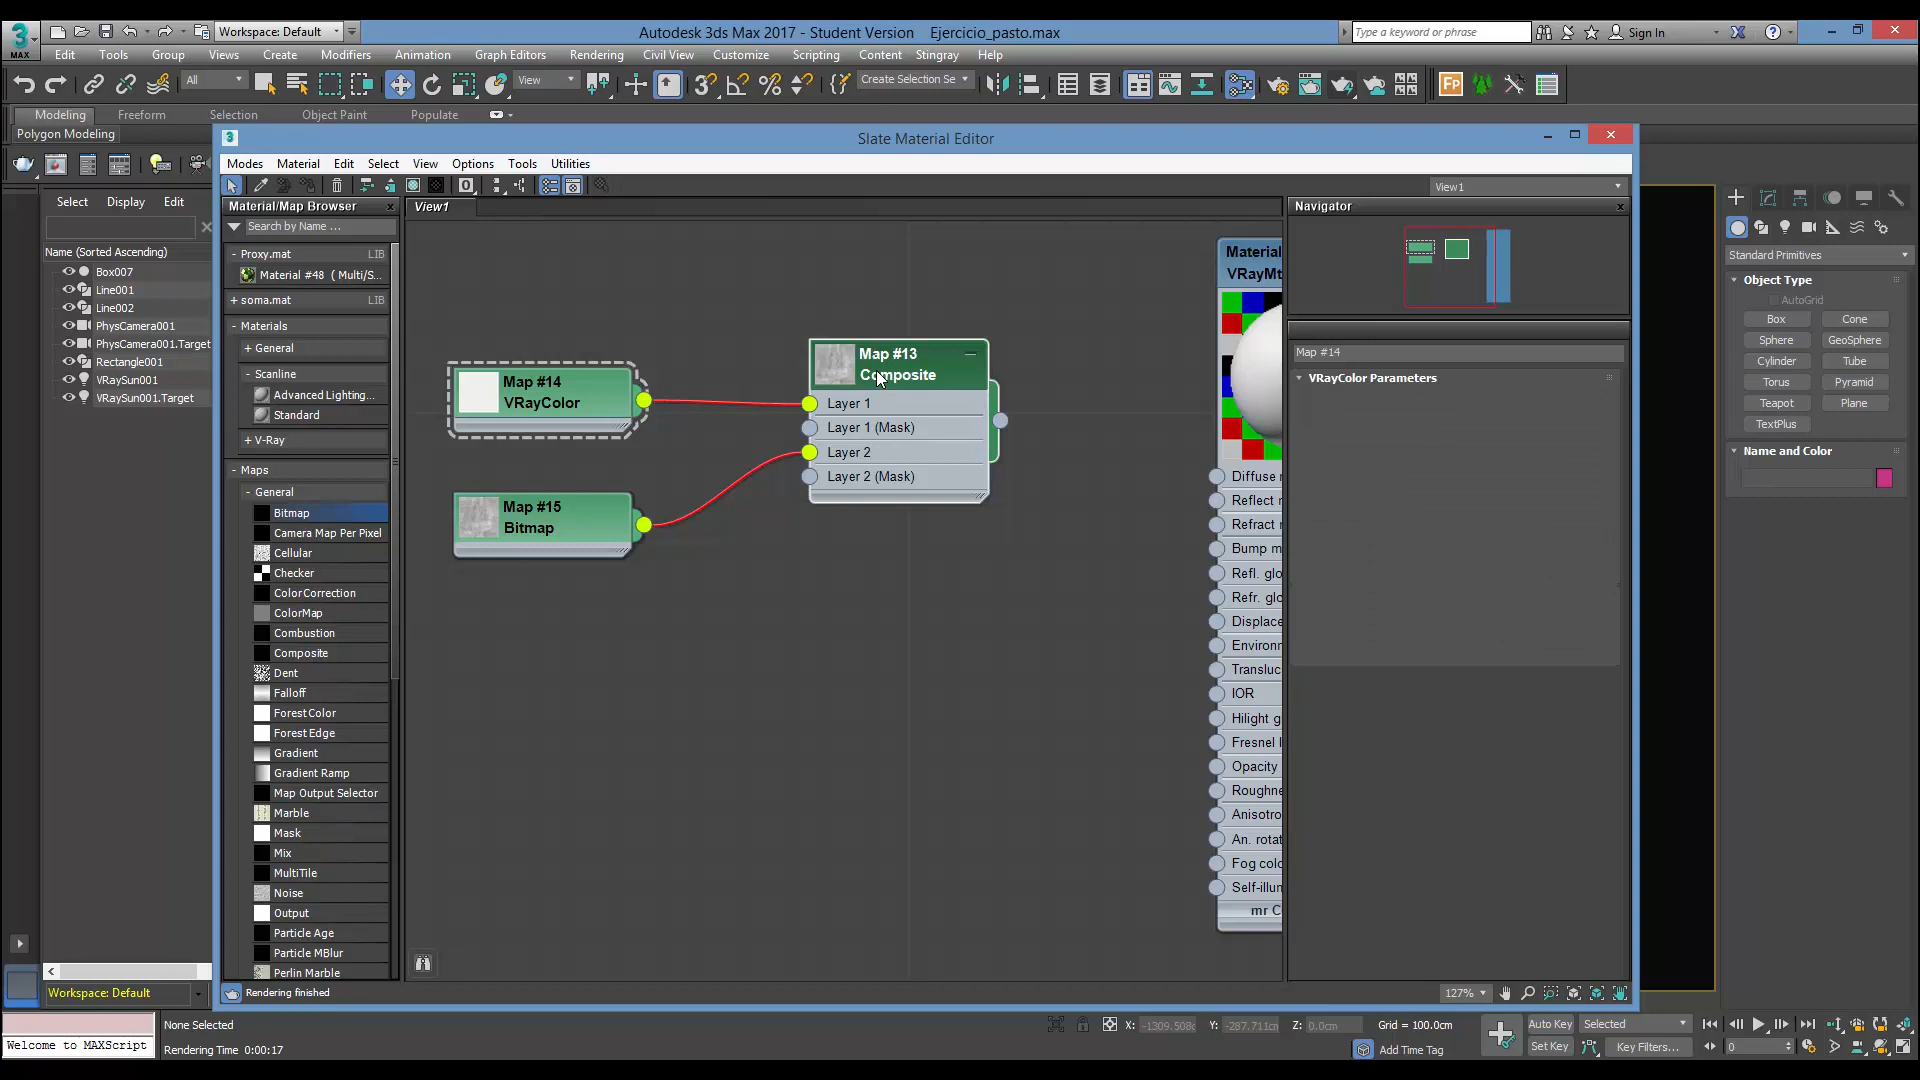 Workspace: Default
Autodesk 3ds Max 2017 - Student Version    Ejercicio_pasto.max
Type a keyword or phrase
Sign In
MAX
Edit Tools Group Views Create Modifiers Animation Graph Editors Rendering Civil View Customize Scripting Content Stingray Help
All
View
Create Selection Se
Modeling Freeform Selection Object Paint Populate
Polygon Modeling
Slate Material Editor
Modes Material Edit Select View Options Tools Utilities
View1
Select Display Edit
Name (Sorted Ascending)
Box007
Line001
Line002
PhysCamera001
PhysCamera001.Target
Rectangle001
VRaySun001
VRaySun001.Target
Material/Map Browser
Search by Name ...
Proxy.mat LIB
Material #48 ( Multi/S...
+ soma.mat LIB
- Materials
+ General
- Scanline
Advanced Lighting...
Standard
+ V-Ray
- Maps
- General
Bitmap
Camera Map Per Pixel
Cellular
Checker
ColorCorrection
ColorMap
Combustion
Composite
Dent
Falloff
ForestColor
ForestEdge
Gradient
Gradient Ramp
Map Output Selector
Marble
Mask
Mix
MultiTile
Noise
Output
Particle Age
Particle MBlur
Perlin Marble
View1
Map #14
VRayColor
Map #15
Bitmap
Map #13
Composite
Layer 1
Layer 1 (Mask)
Layer 2
Layer 2 (Mask)
Material
VRayMt
Diffuse
Reflect
Refract
Bump m
Refl. glo
Refr. glo
Displace
Environ
Transluc
IOR
Hilight g
Fresnel I
Opacity
Roughne
Anisotro
An. rotat
Fog colo
Self-illun
mr C
Navigator
Map #14
VRayColor Parameters
Standard Primitives
Object Type
AutoGrid
Box Cone
Sphere GeoSphere
Cylinder Tube
Torus Pyramid
Teapot Plane
TextPlus
Name and Color
Rendering finished
127%
Workspace: Default
None Selected
X: -1309.508c Y: -287.711cn Z: 0.0cm Grid = 100.0cm
Auto Key Selected
Welcome to MAXScript
Rendering Time 0:00:17
Add Time Tag
Set Key Key Filters...
0